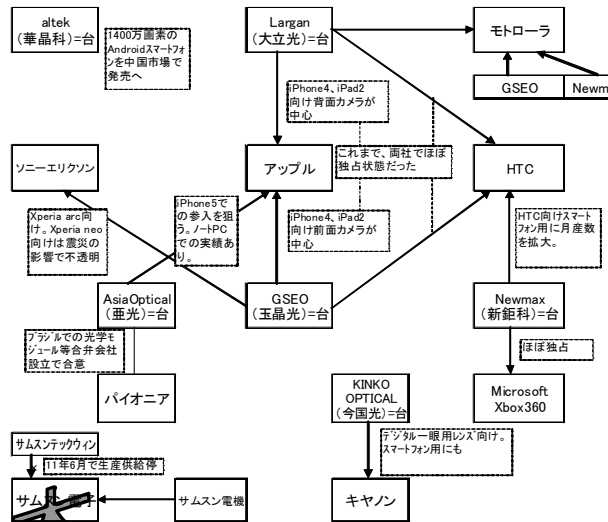 altek
(華晶科)=台
1400万画素の
Androidスマートフォ
ンを中国市場で
発売へ
Largan
(大立光)=台
モトローラ
GSEO
Newm
iPhone4、iPad2
向け背面カメラが
中心
ソニーエリクソン
アップル
これまで、両社でほぼ
独占状態だった
HTC
Xperia arc向
け。Xperia neo
向けは震災の
影響で不透明
iPhone5で
の参入を狙
う。ノートPC
での実績あ
り。
iPhone4、iPad2
向け前面カメラが
中心
HTC向けスマート
フォン用に月産数
を拡大。
AsiaOptical
(亜光)=台
GSEO
(玉晶光)=台
Newmax
(新鉅科)=台
ブラジルでの光学モ
ジュール等合弁会社
設立で合意
ほぼ独占
パイオニア
KINKO
OPTICAL
(今国光)=台
Microsoft
Xbox360
サムスンテックウィン
デジタル一眼用レンズ向け。
スマートフォン用にも
11年6月で生産供給停
サムスン電子
サムスン電機
キヤノン